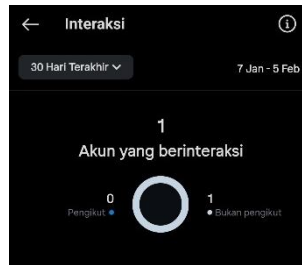 Interaksi
30 Hari Terakhir
7 Jan - 5 Feb
1
Akun yang berinteraksi
0
Pengikut
1
Bukan pengikut